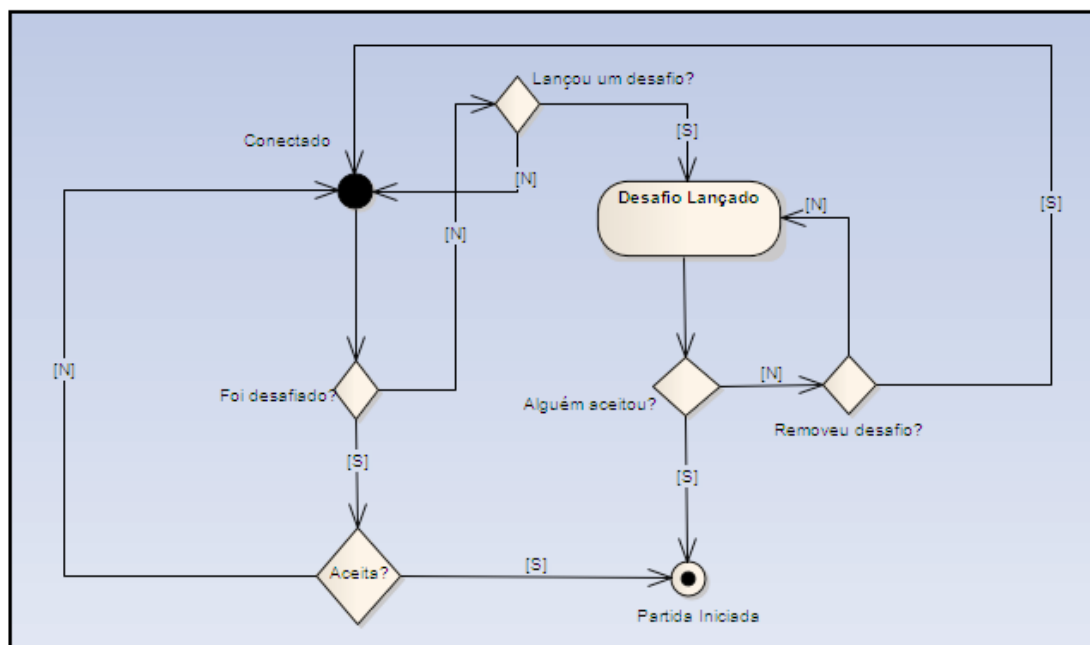 Lançou um desafio?
[S]
Conectado
[N]
Desafio Lançado
[N]
[S]
[N]
[N]
Foi desafiado?
[N]
Alguém aceitou?
Removeu desafio?
[S]
[S]
Aceita?
[S]
Partida Iniciada